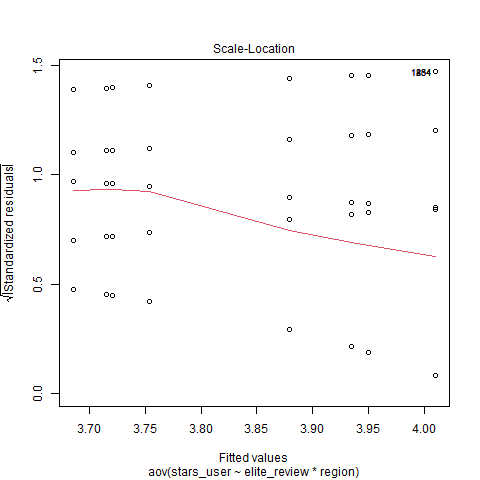 Scale-Location
√|Standardized residuals|
0.0
0.5
1.0
1.5
3.70
3.75
3.80
3.85
3.90
3.95
4.00
Fitted values
aov(stars_user ~ elite_review * region)